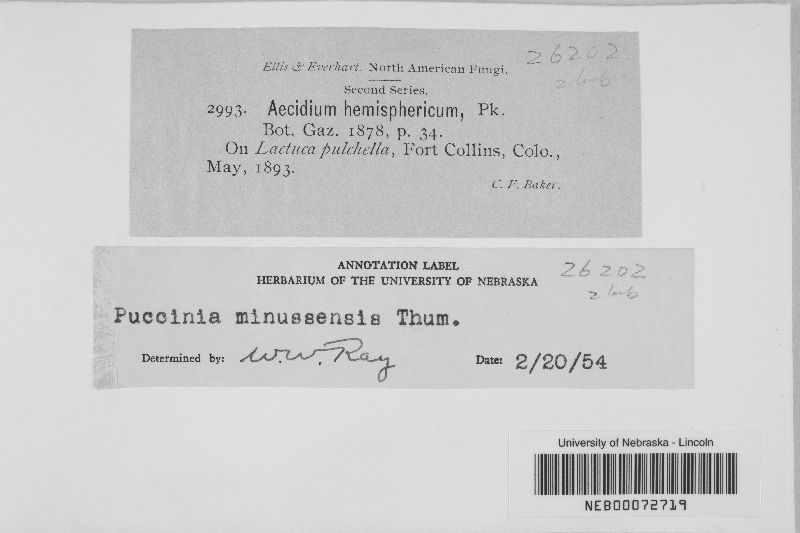 Ellis & Everhart. North American Fungi.
Second Series.
26202
2993. Aecidium hemisphericum, Pk.
Bot. Gaz. 1878, p. 34.
On Lactuca pulchella, Fort Collins, Colo.,
May, 1893.
C. F. Baker.
ANNOTATION LABEL
HERBARIUM OF THE UNIVERSITY OF NEBRASKA
26202
Puccinia minussensis Thum.
Determined by: W.W. Ray Date: 2/20/54
University of Nebraska - Lincoln
NEB00072719